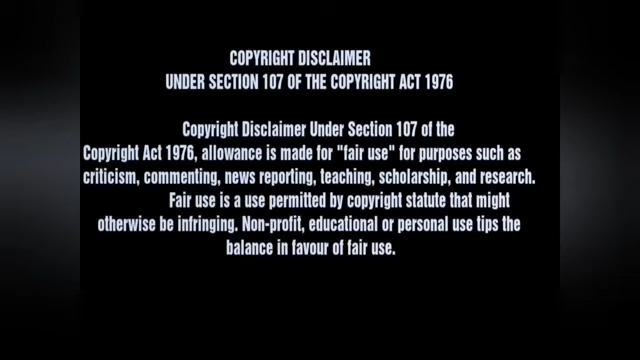 COPYRIGHT DISCLAIMER
UNDER SECTION 107 OF THE COPYRIGHT ACT 1976
Copyright Disclaimer Under Section 107 of the
Copyright Act 1976, allowance is made for "fair use" for purposes such as
criticism, commenting, news reporting, teaching, scholarship, and research.
Fair use is a use permitted by copyright statute that might
otherwise be infringing. Non-profit, educational or personal use tips the
balance in favour of fair use.